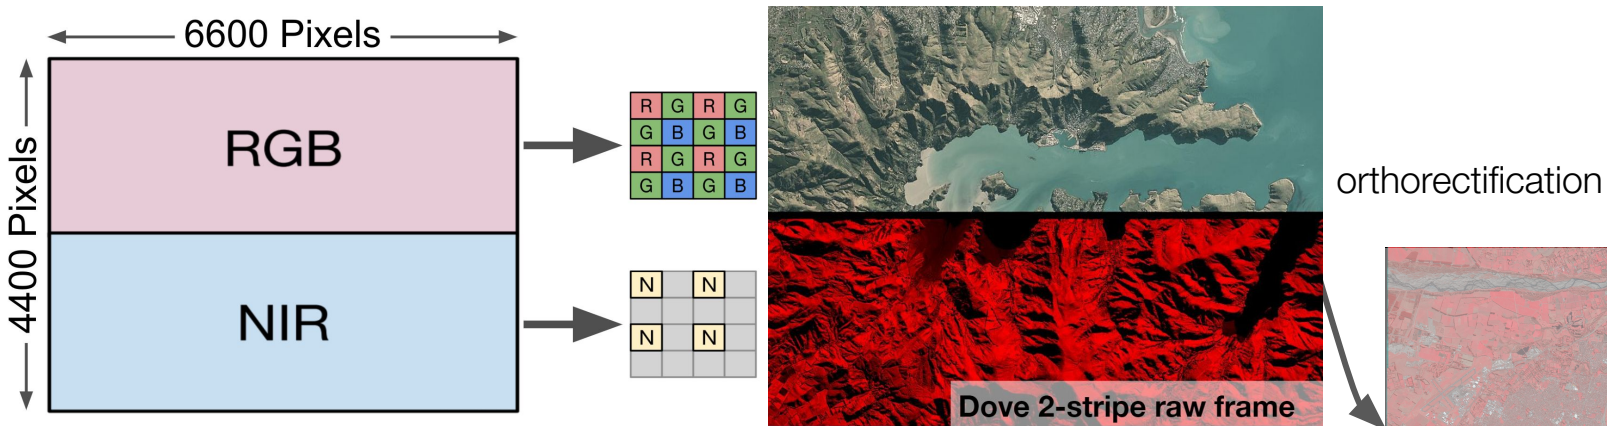 6600 Pixels
4400 Pixels
RGB
NIR
R G R G
G B G B
R G R G
G B G B
N N
N N
Dove 2-stripe raw frame
orthorectification